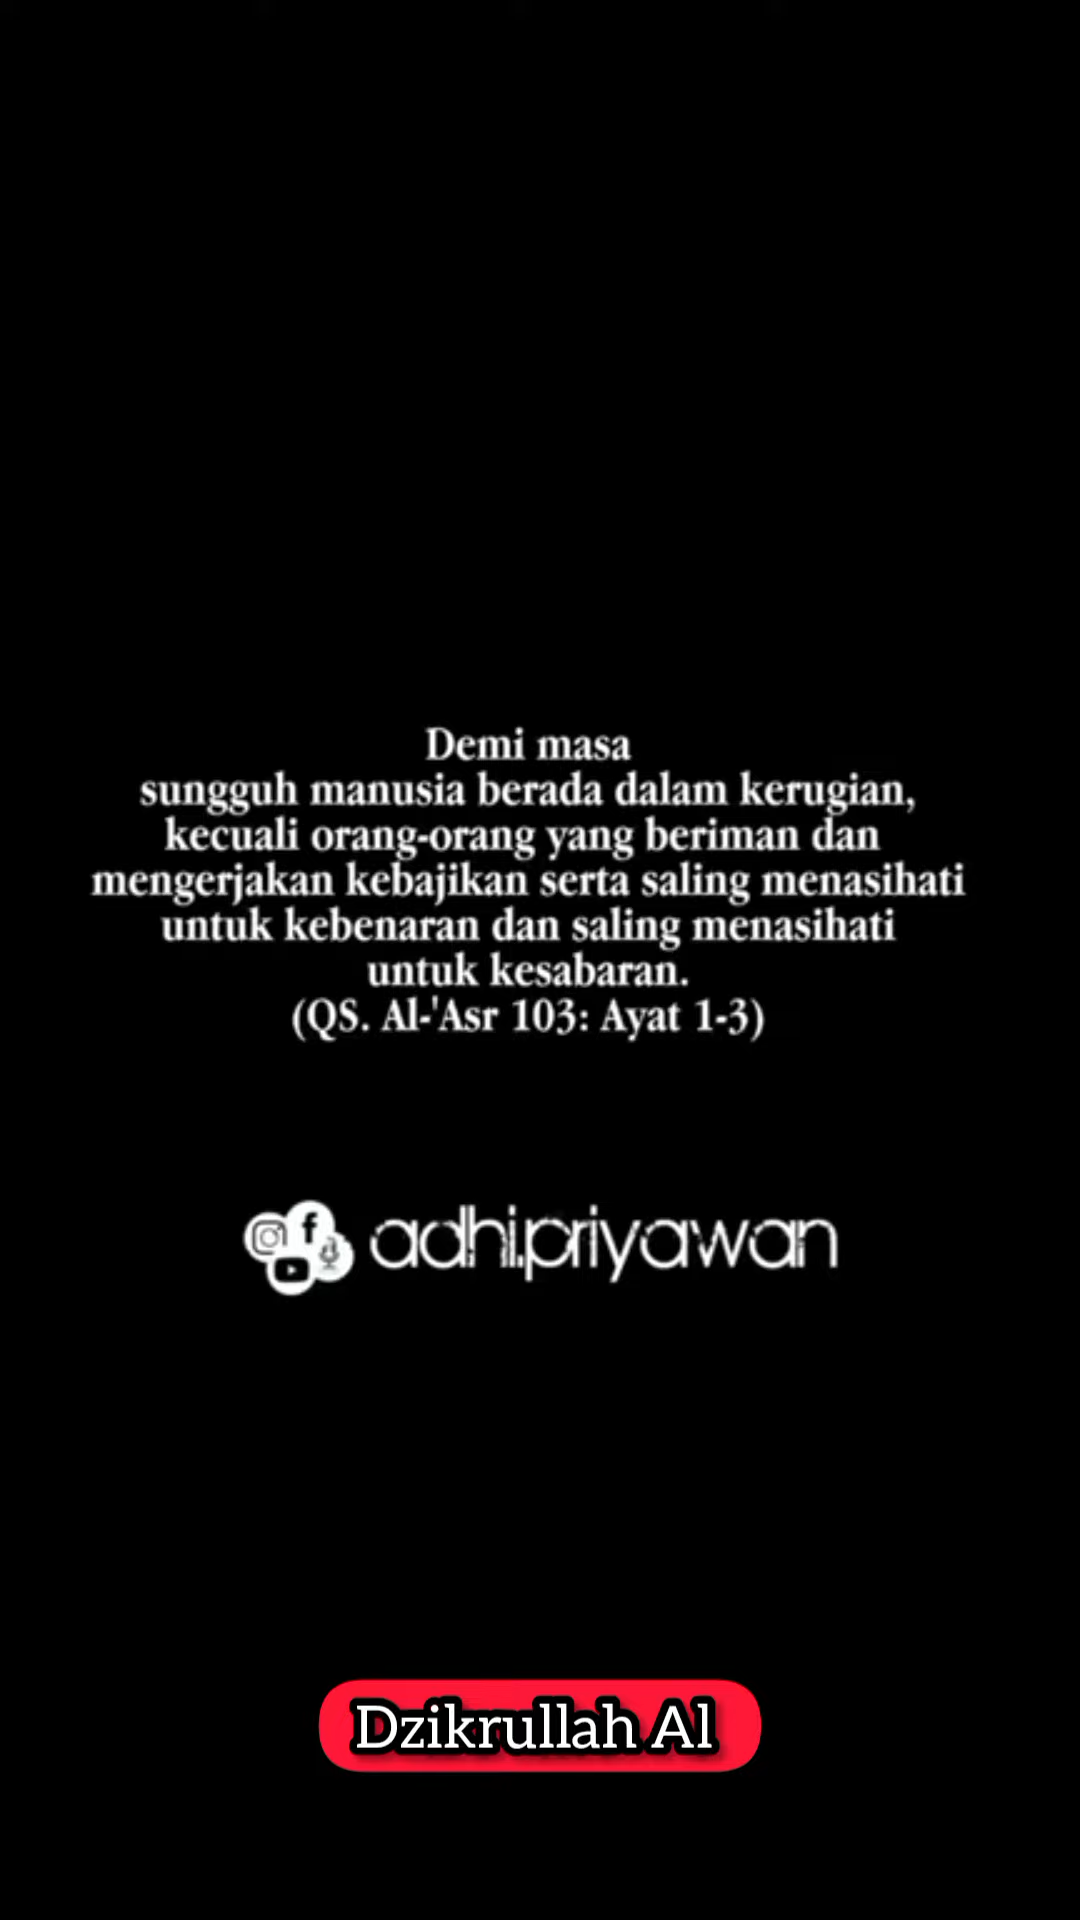 Demi masa
sungguh manusia berada dalam kerugian,
kecuali orang-orang yang beriman dan
mengerjakan kebajikan serta saling menasihati
untuk kebenaran dan saling menasihati
untuk kesabaran.
(QS. Al-'Asr 103: Ayat 1-3)
adhi.priyawan
Dzikrullah Al